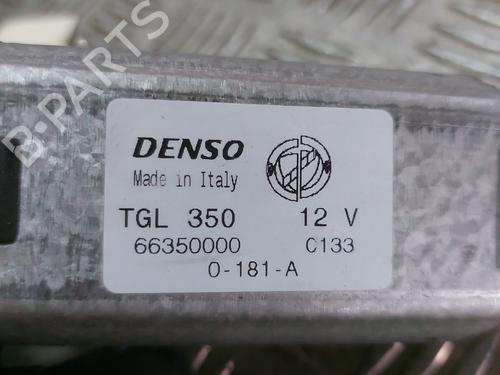 B-PARTS
DENSO
Made in Italy
TGL 350 12 V
66350000 C133
0-181-A